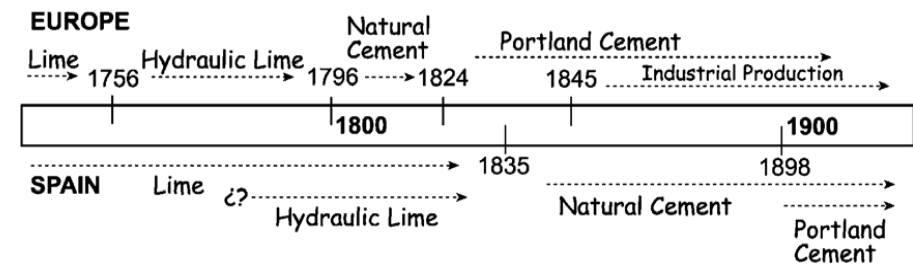 EUROPE
Lime
Hydraulic Lime
Natural
Cement
Portland Cement
1756
1796
1824
1845
Industrial Production
1800
1900
1835
1898
SPAIN
Lime
¿?
Hydraulic Lime
Natural Cement
Portland
Cement